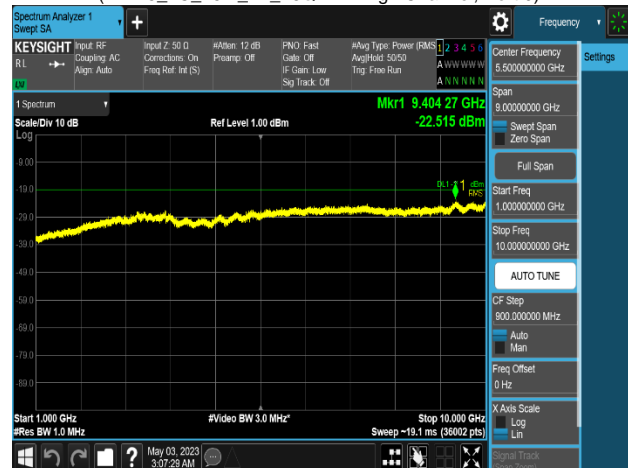 Spectrum Analyzer 1
Swept SA
+
Frequency
KEYSIGHT
R L
LXI
Input: RF
Coupling: AC
Align: Auto
Input Z: 50 Ω
Corrections: On
Freq Ref: Int (S)
#Atten: 12 dB
Preamp: Off
PNO: Fast
Gate: Off
IF Gain: Low
Sig Track: Off
#Avg Type: Power (RMS
Avg|Hold: 50/50
Trig: Free Run
1 2 3 4 5 6
A W W W W W
A N N N N N
1 Spectrum
Scale/Div 10 dB
Log
Ref Level 1.00 dBm
Mkr1 9.404 27 GHz
-22.515 dBm
-9.00
-19.0
-29.0
-39.0
-49.0
-59.0
-69.0
-79.0
-89.0
1
RMS
Start 1.000 GHz
#Res BW 1.0 MHz
#Video BW 3.0 MHz*
Stop 10.000 GHz
Sweep ~19.1 ms (36002 pts)
Center Frequency
5.500000000 GHz
Settings
Span
9.00000000 GHz
Swept Span
Zero Span
Full Span
Start Freq
1.000000000 GHz
Stop Freq
10.000000000 GHz
AUTO TUNE
CF Step
900.000000 MHz
Auto
Man
Freq Offset
0 Hz
X Axis Scale
Log
Lin
Signal Track
(Span Zoom)
?
May 03, 2023
3:07:29 AM